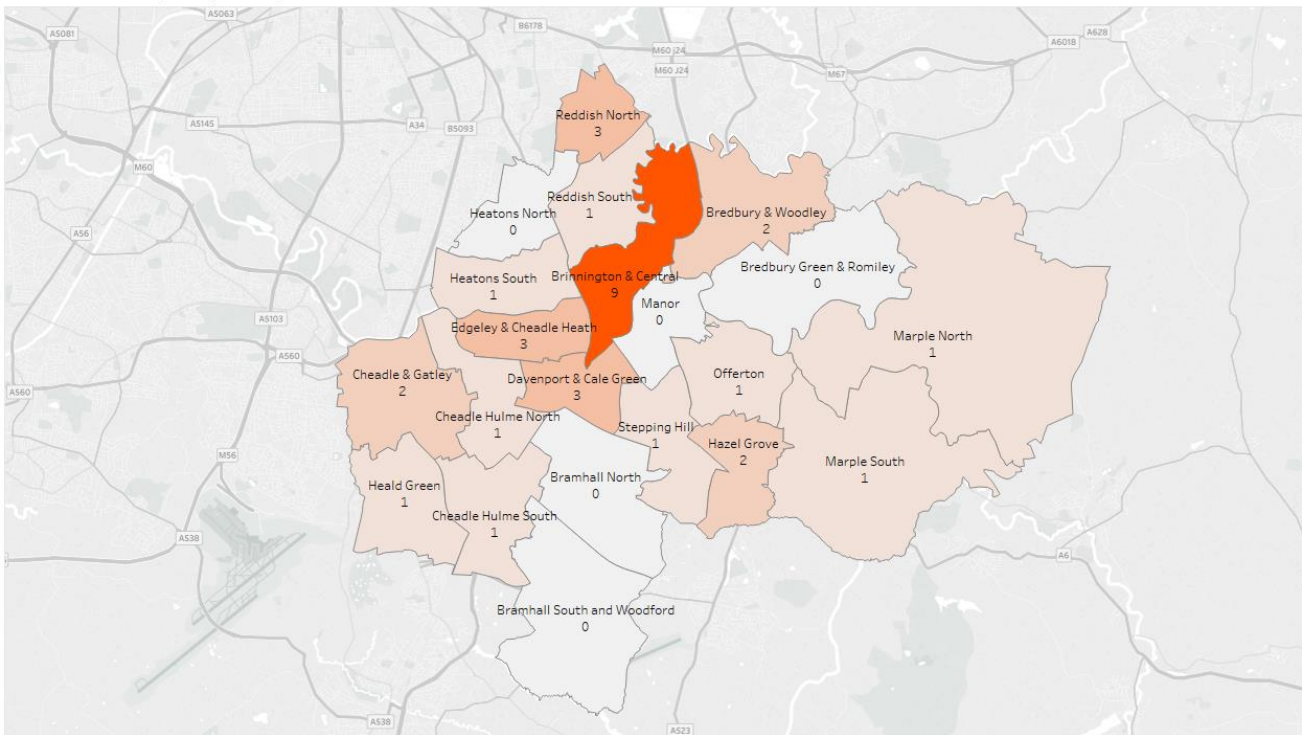 A5063
A5081
B6178
M60 J24
M60 J24
A628
A6018
M67
A5145
A34
B5093
Reddish North
3
M60
Reddish South
1
Heatons North
0
Bredbury & Woodley
2
A56
Bredbury Green & Romiley
0
Heatons South
1
Brinnington & Central
9
Manor
0
A5103
Edgeley & Cheadle Heath
3
Marple North
1
A560
Cheadle & Gatley
2
Davenport & Cale Green
3
Offerton
1
A560
Cheadle Hulme North
1
Stepping Hill
1
Hazel Grove
2
M56
Marple South
1
Bramhall North
0
Heald Green
1
Cheadle Hulme South
1
A538
A6
Bramhall South and Woodford
0
A538
A523